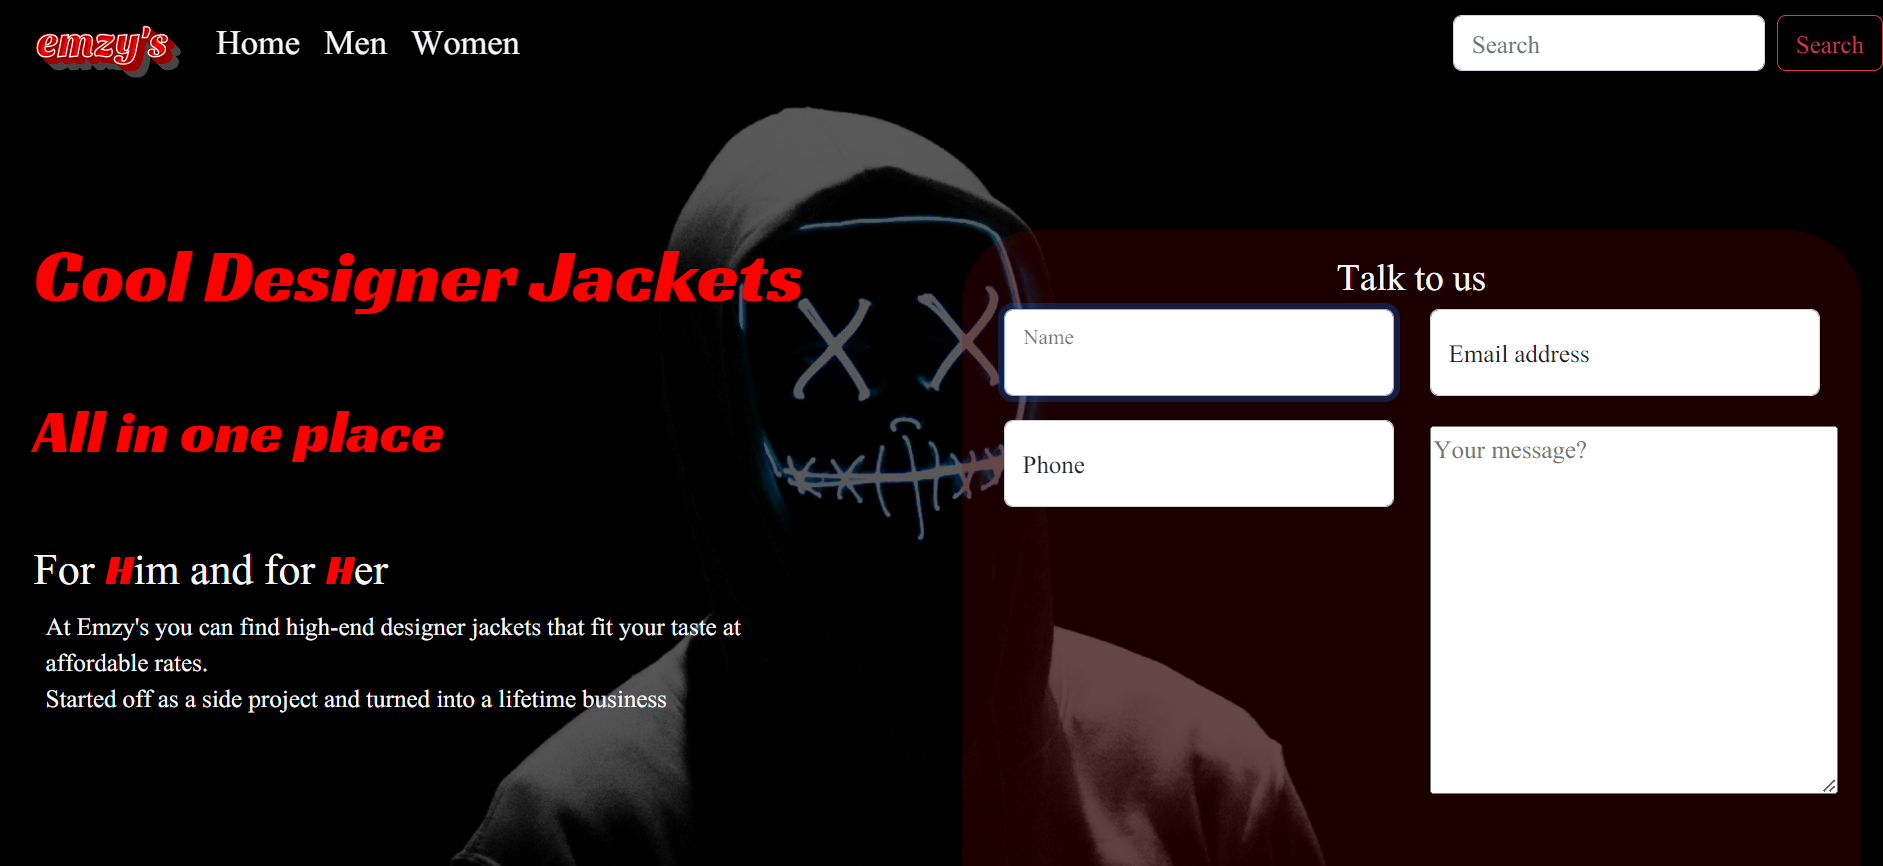 emzy's Home Men Women Search Search
Cool Designer Jackets
All in one place
For Him and for Her
At Emzy's you can find high-end designer jackets that fit your taste at
affordable rates.
Started off as a side project and turned into a lifetime business
Talk to us
Name
Email address
Phone
Your message?